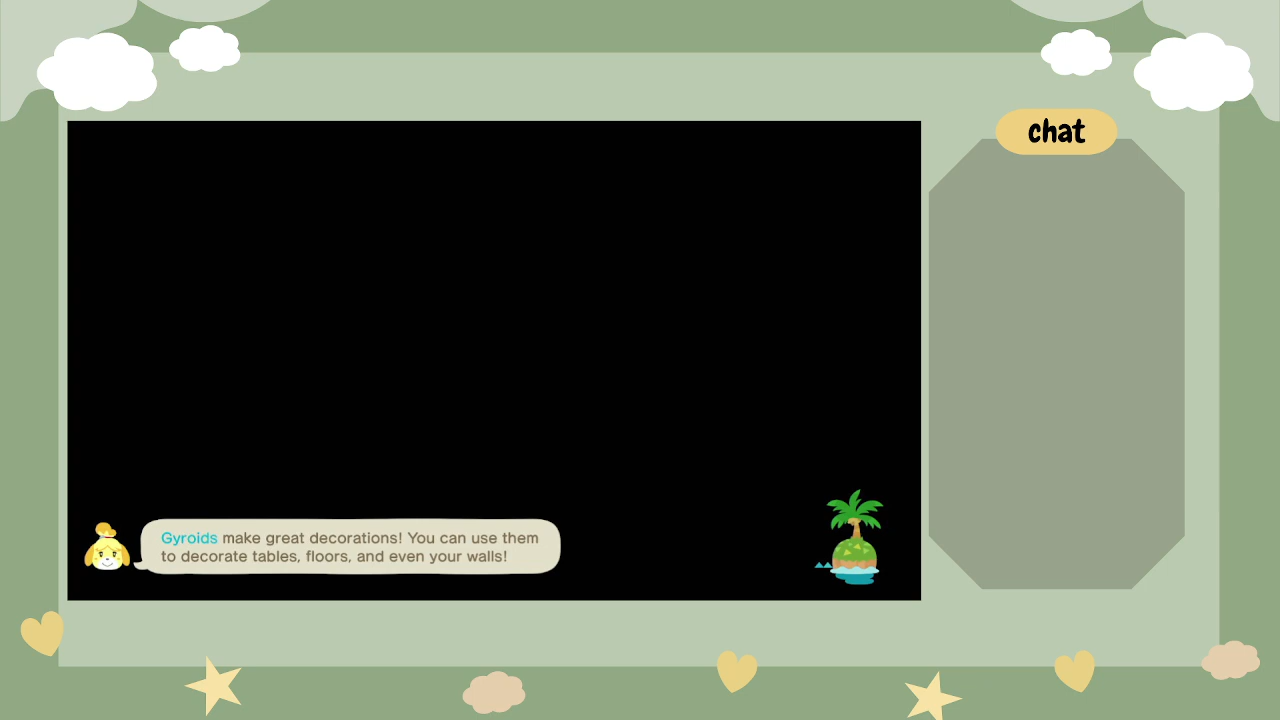 chat
Gyroids make great decorations! You can use them
to decorate tables, floors, and even your walls!